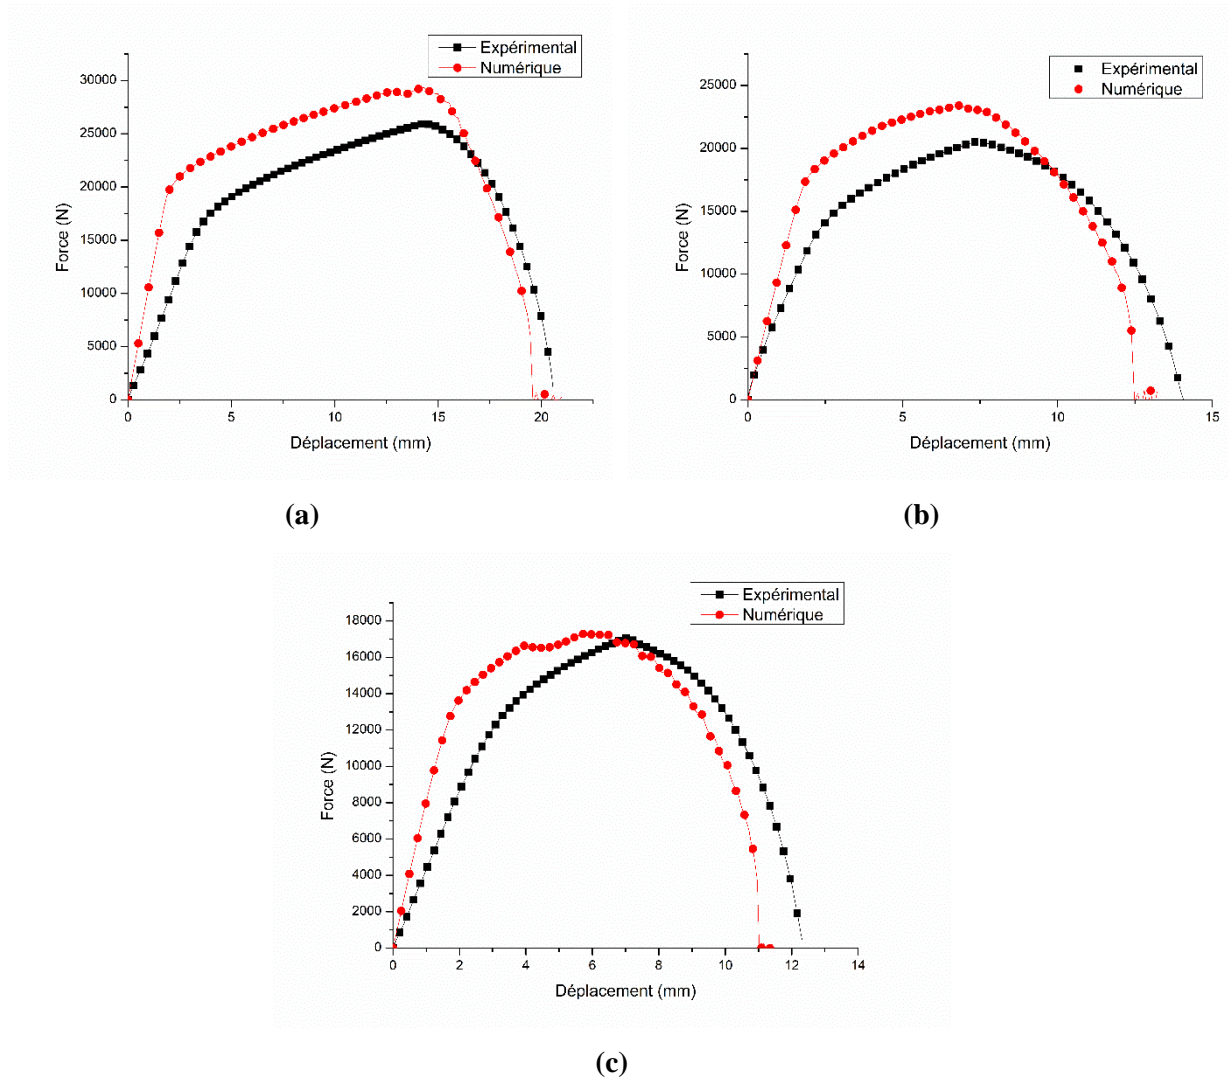 Expérimental
Numérique
30000
25000
20000
15000
10000
5000
0
Force (N)
0 5 10 15 20
Déplacement (mm)
(a)
Expérimental
Numérique
25000
20000
15000
10000
5000
0
Force (N)
0 5 10 15
Déplacement (mm)
(b)
Expérimental
Numérique
18000
16000
14000
12000
10000
8000
6000
4000
2000
0
Force (N)
0 2 4 6 8 10 12 14
Déplacement (mm)
(c)